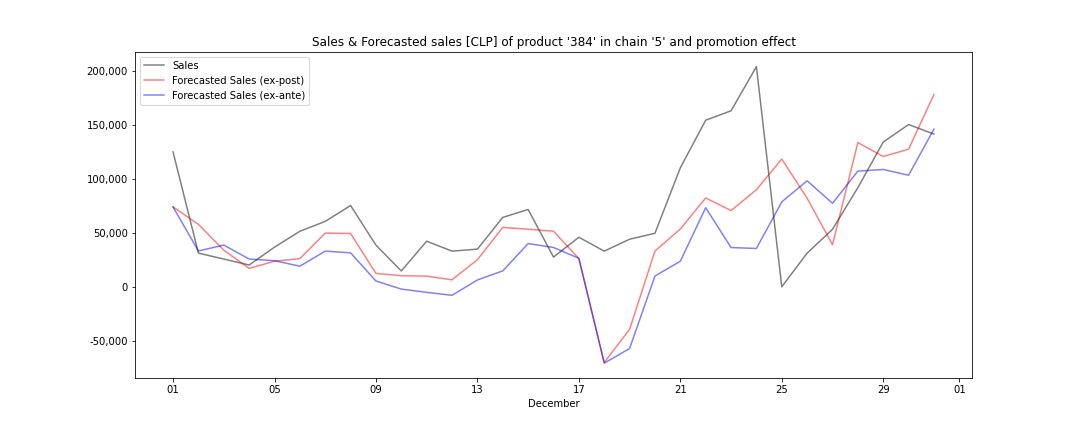 Sales & Forecasted sales [CLP] of product '384' in chain '5' and promotion effect
Sales
Forecasted Sales (ex-post)
Forecasted Sales (ex-ante)
200,000
150,000
100,000
50,000
0
-50,000
01 05 09 13 17 21 25 29 01
December